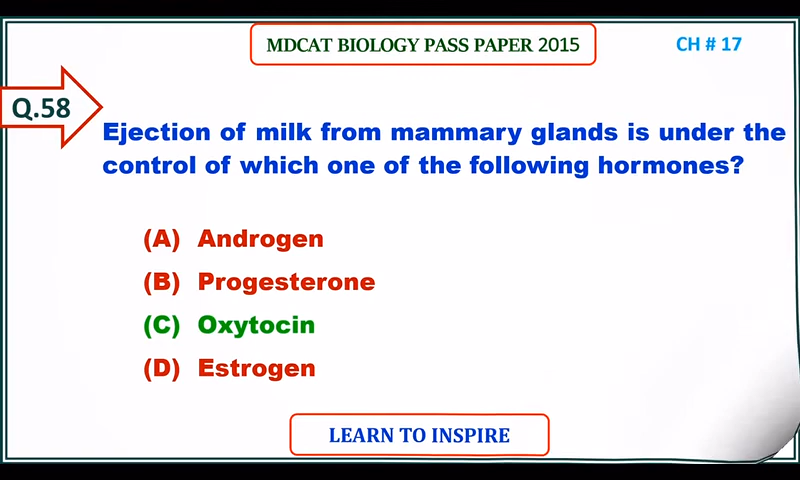 MDCAT BIOLOGY PASS PAPER 2015
CH # 17
Q.58
Ejection of milk from mammary glands is under the
control of which one of the following hormones?
(A) Androgen
(B) Progesterone
(C) Oxytocin
(D) Estrogen
LEARN TO INSPIRE